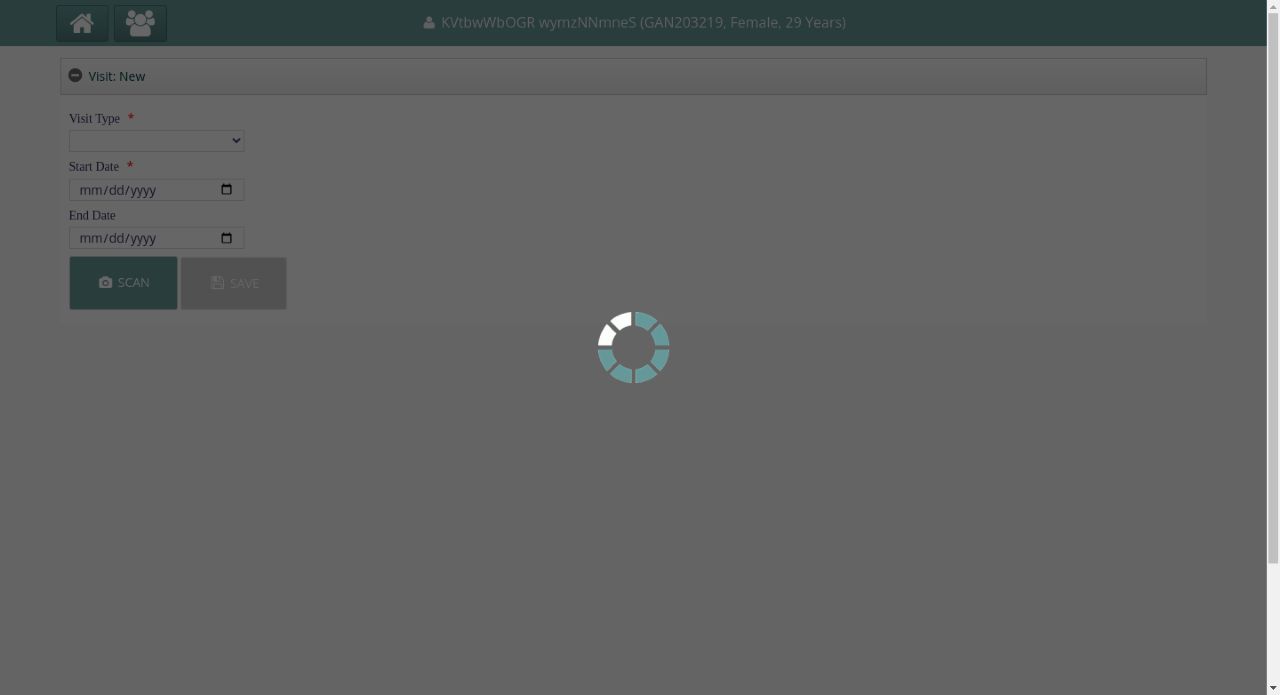 KVtbwWbOGR wymzNNmneS (GAN203219, Female, 29 Years)
Visit: New
Visit Type *
Start Date *
mm/dd/yyyy
End Date
mm/dd/yyyy
SCAN SAVE